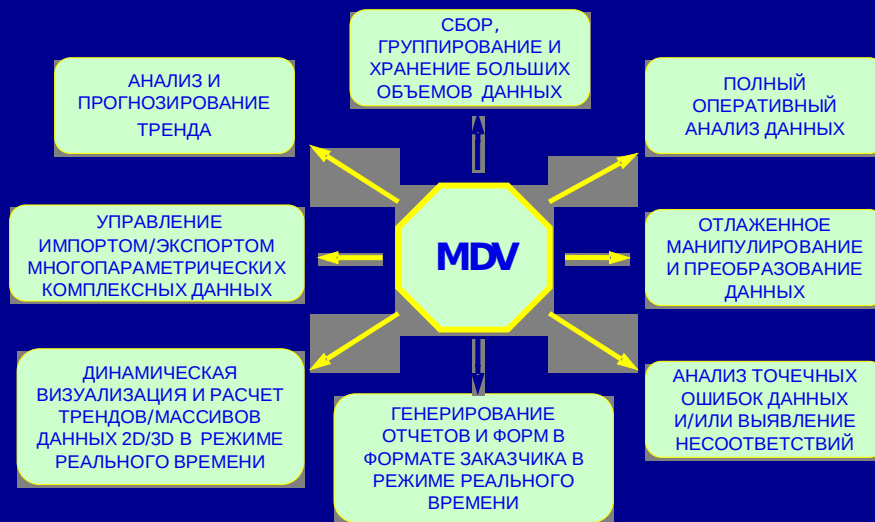 СБОР,
ГРУППИРОВАНИЕ И
ХРАНЕНИЕ БОЛЬШИХ
ОБЪЕМОВ ДАННЫХ
АНАЛИЗ И
ПРОГНОЗИРОВАНИЕ
ТРЕНДА
ПОЛНЫЙ
ОПЕРАТИВНЫЙ
АНАЛИЗ ДАННЫХ
УПРАВЛЕНИЕ
ИМПОРТОМ/ЭКСПОРТОМ
МНОГОПАРАМЕТРИЧЕСКИХ
КОМПЛЕКСНЫХ ДАННЫХ
MDV
ОТЛАЖЕННОЕ
МАНИПУЛИРОВАНИЕ
И ПРЕОБРАЗОВАНИЕ
ДАННЫХ
ДИНАМИЧЕСКАЯ
ВИЗУАЛИЗАЦИЯ И РАСЧЕТ
ТРЕНДОВ/МАССИВОВ
ДАННЫХ 2D/3D В РЕЖИМЕ
РЕАЛЬНОГО ВРЕМЕНИ
ГЕНЕРИРОВАНИЕ
ОТЧЕТОВ И ФОРМ В
ФОРМАТЕ ЗАКАЗЧИКА В
РЕЖИМЕ РЕАЛЬНОГО
ВРЕМЕНИ
АНАЛИЗ ТОЧЕЧНЫХ
ОШИБОК ДАННЫХ
И/ИЛИ ВЫЯВЛЕНИЕ
НЕСООТВЕТСТВИЙ